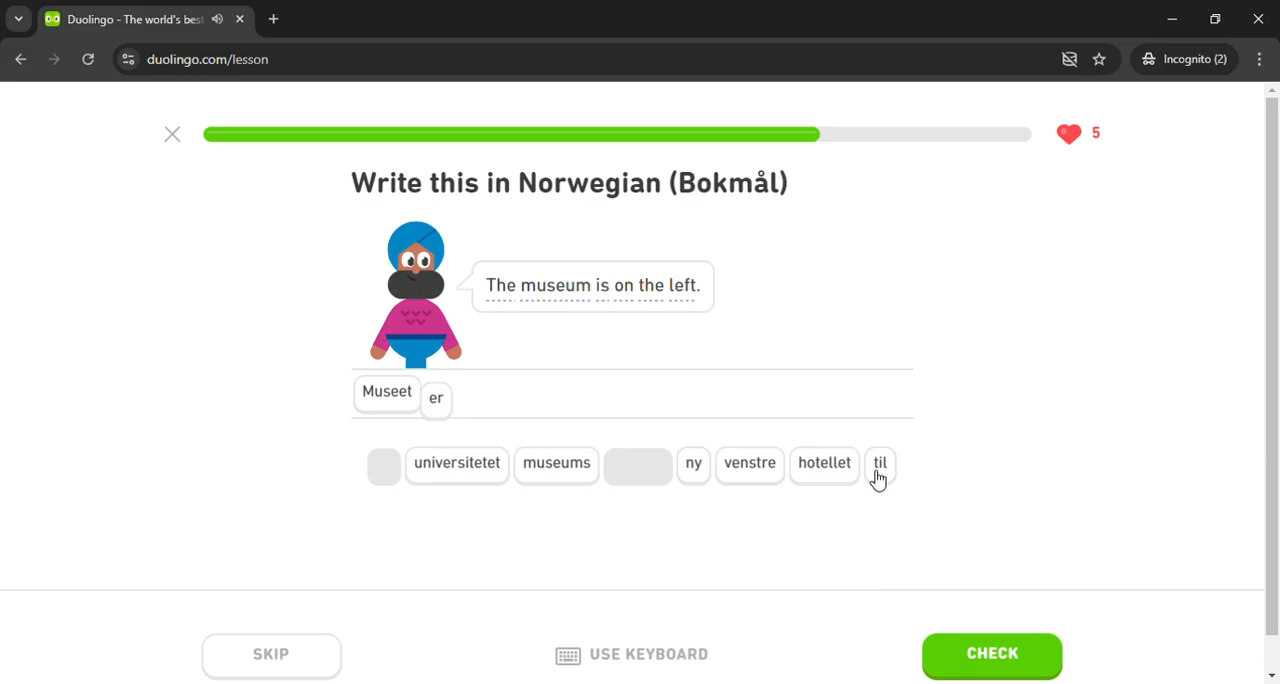 Duolingo - The world's best
duolingo.com/lesson
Incognito (2)
5
Write this in Norwegian (Bokmål)
The museum is on the left.
Museet er
universitetet museums ny venstre hotellet til
SKIP USE KEYBOARD CHECK